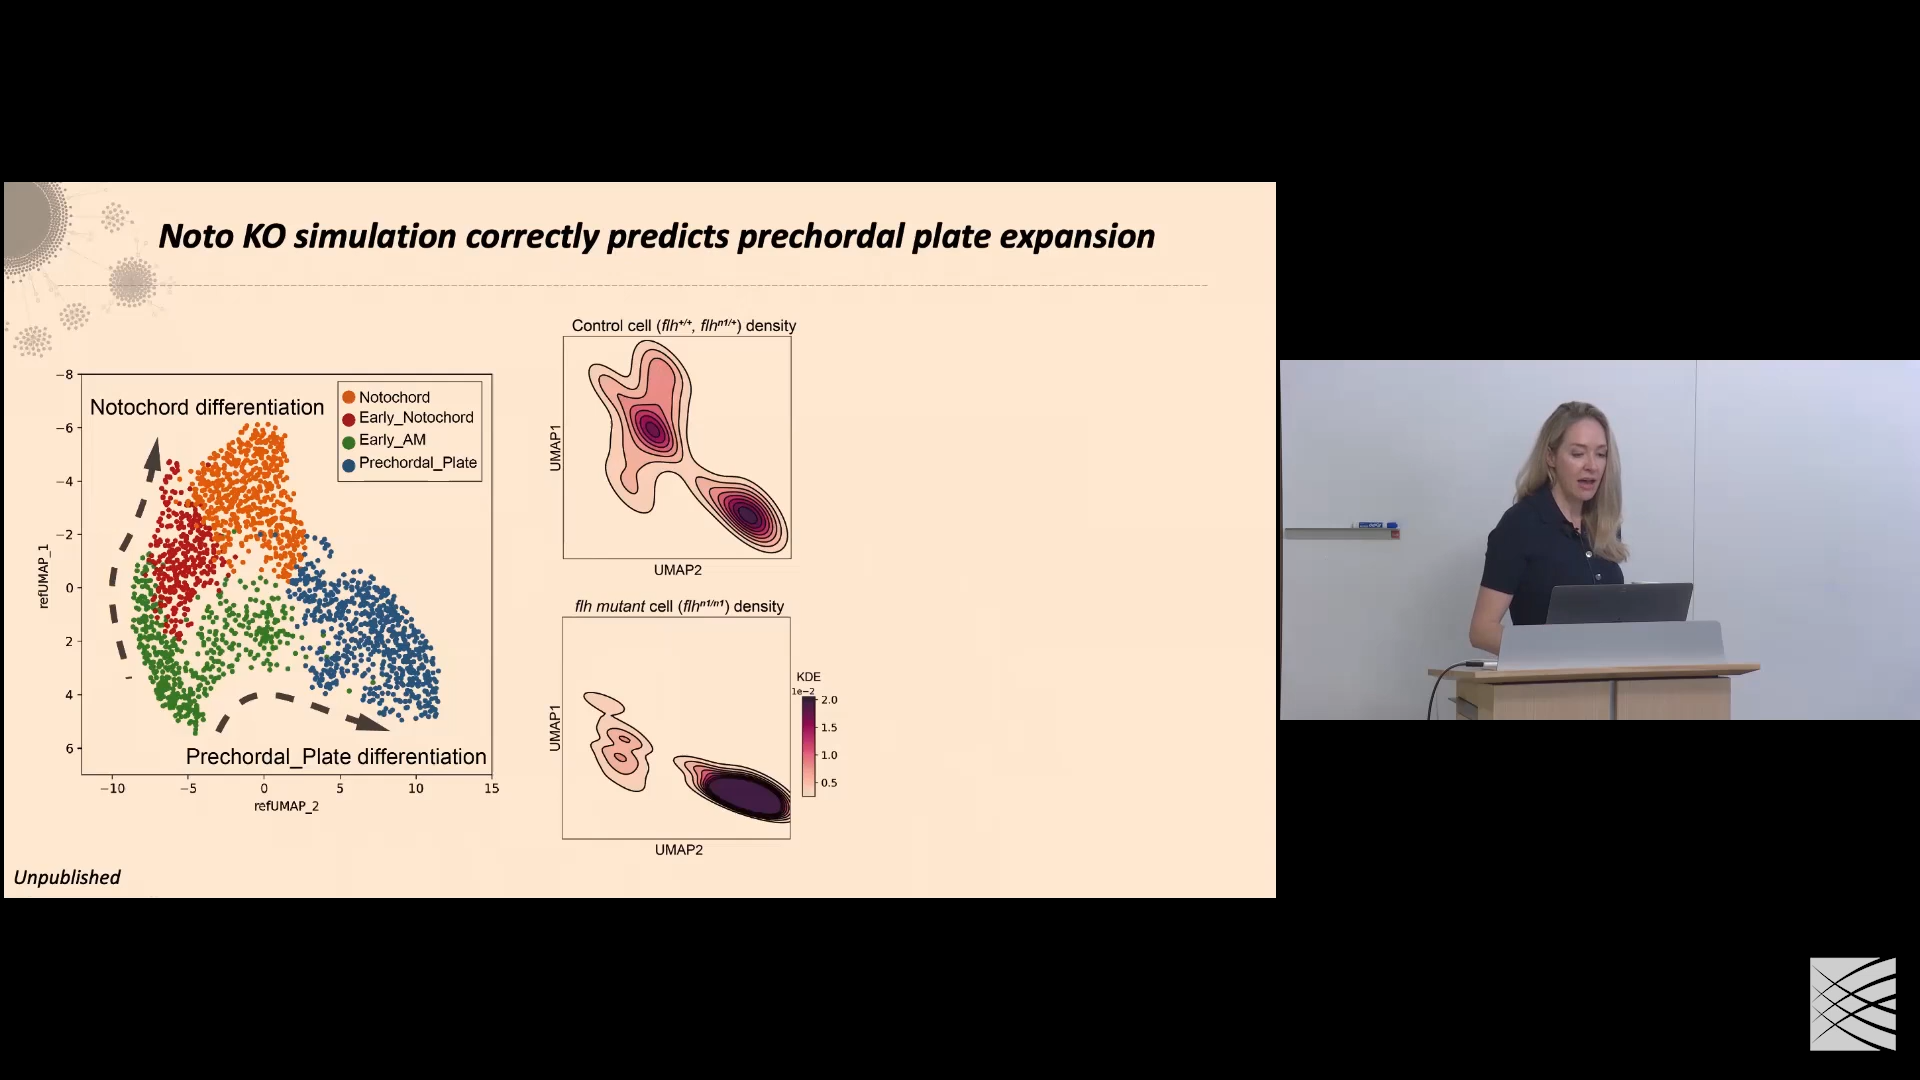 Noto KO simulation correctly predicts prechordal plate expansion
Notochord differentiation
Notochord
Early_Notochord
Early_AM
Prechordal_Plate
−8
−6
−4
−2
0
2
4
6
refUMAP_1
Prechordal_Plate differentiation
−10
−5
0
5
10
15
refUMAP_2
Control cell (flh+/+, flhn1/+) density
UMAP1
UMAP2
flh mutant cell (flhn1/n1) density
UMAP1
UMAP2
KDE
1e−2
2.0
1.5
1.0
0.5
Unpublished